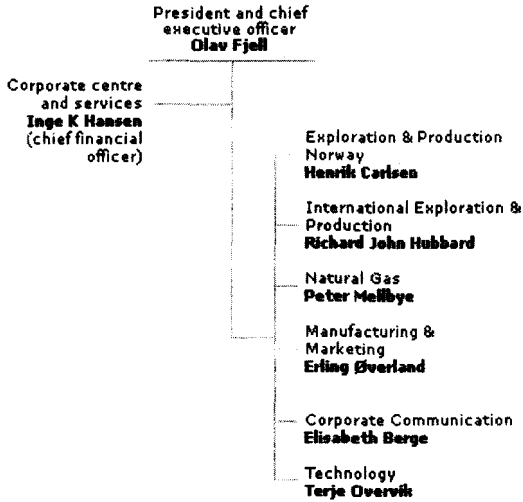 President and chief
executive officer
Olav Fjell
Corporate centre
and services
Inge K Hansen
(chief financial
officer)
Exploration & Production
Norway
Henrik Carlsen
International Exploration &
Production
Richard John Hubbard
Natural Gas
Peter Mellbye
Manufacturing &
Marketing
Erling Øverland
Corporate Communication
Elisabeth Berge
Technology
Terje Overvik